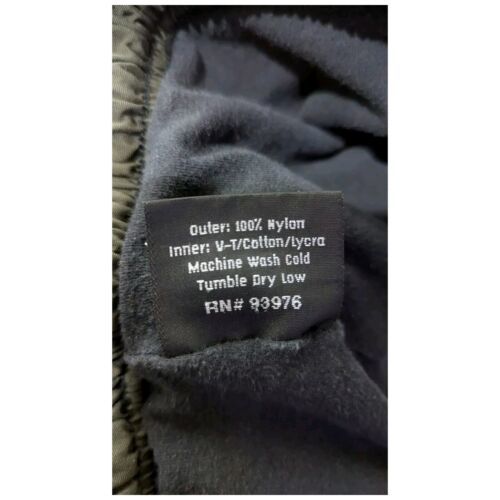 Outer: 100% Nylon
Inner: V-T/Cotton/Lycra
Machine Wash Cold
Tumble Dry Low
RN# 93976